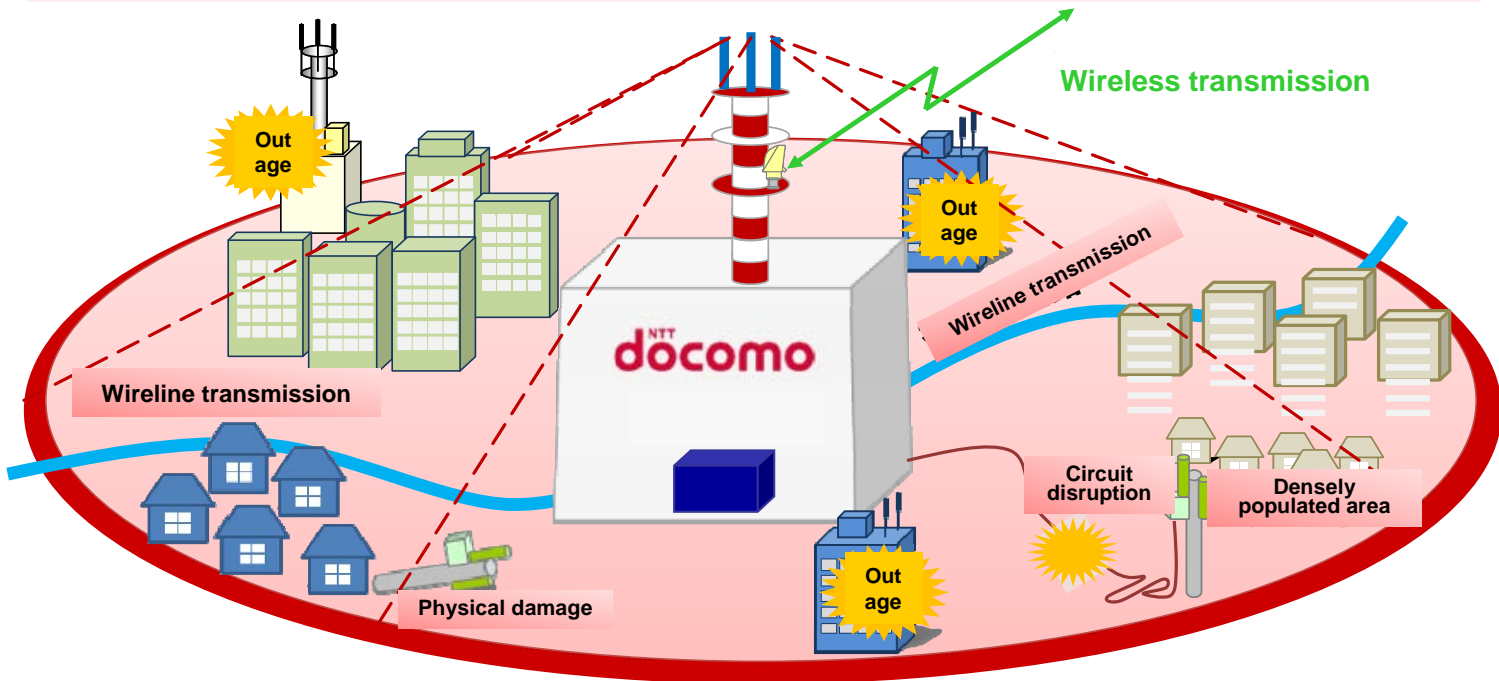 Wireless transmission
Out
age
Out
age
Wireline transmission
NTT
docomo
Wireline transmission
Circuit
disruption
Densely
populated area
Out
age
Physical damage